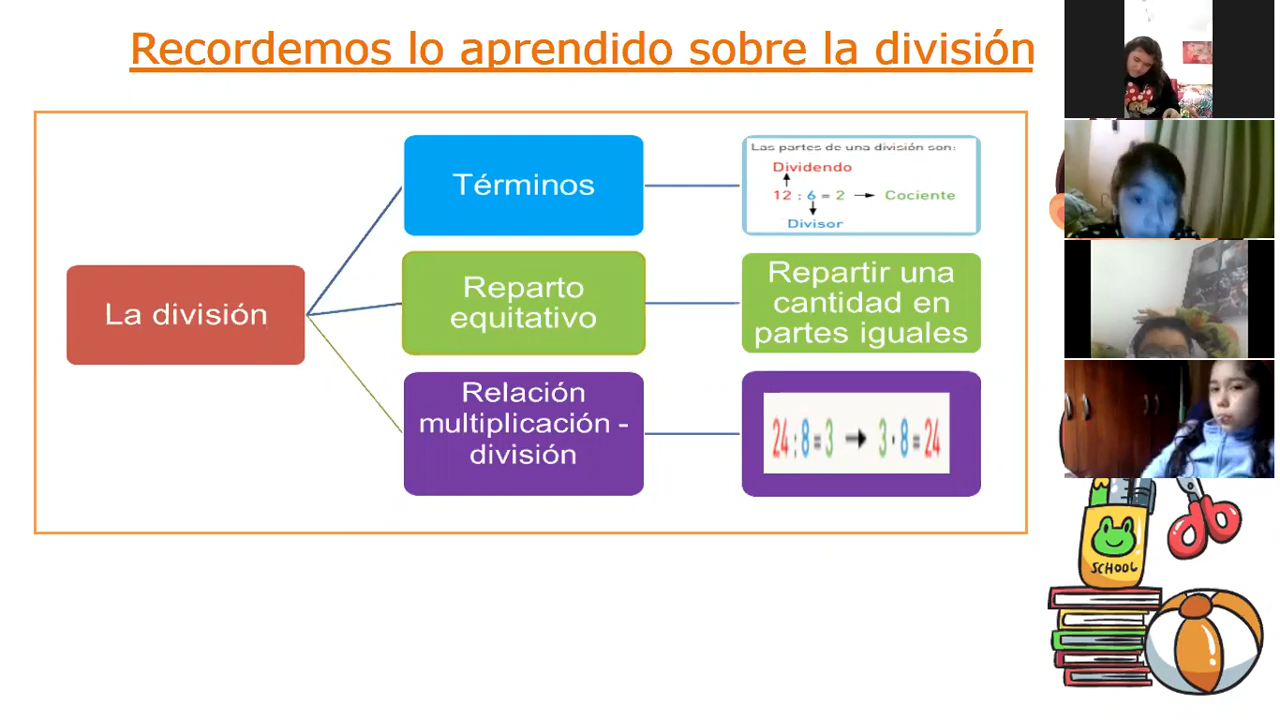 Recordemos lo aprendido sobre la división
La división
Términos
Las partes de una división son:
Dividendo
12 : 6 = 2 → Cociente
Divisor
Reparto
equitativo
Repartir una
cantidad en
partes iguales
Relación
multiplicación -
división
24 : 8 = 3 → 3 · 8 = 24
SCHOOL